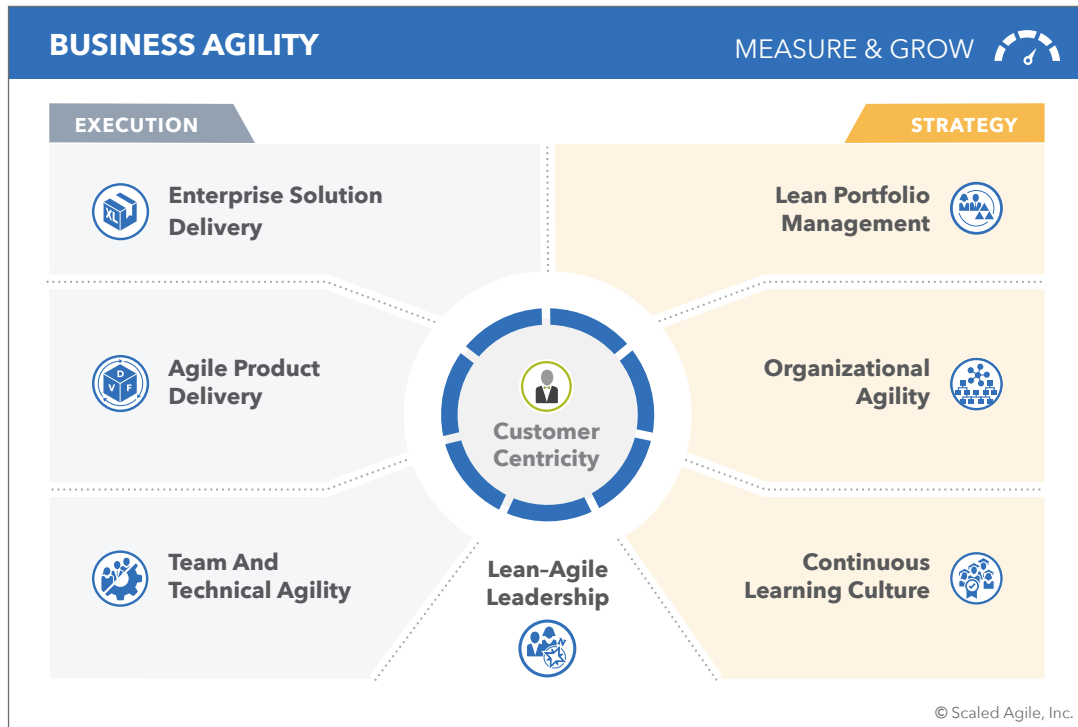 BUSINESS AGILITY
MEASURE & GROW
EXECUTION
STRATEGY
Enterprise Solution
Delivery
XL
Lean Portfolio
Management
Agile Product
Delivery
D
V F
Organizational
Agility
Customer
Centricity
Team And
Technical Agility
Lean–Agile
Leadership
N
Continuous
Learning Culture
© Scaled Agile, Inc.